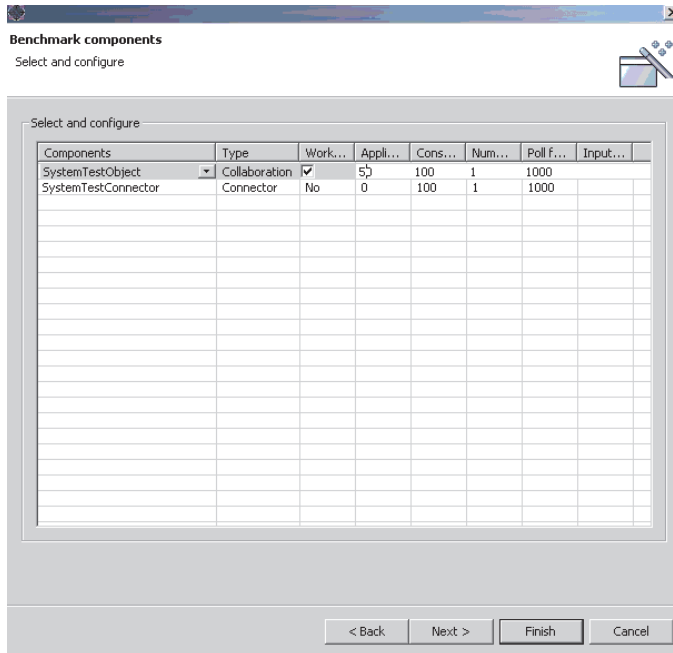 Benchmark components
Select and configure
Select and configure
Components Type Work... Appli... Cons... Num... Poll f... Input...
SystemTestObject Collaboration 5 100 1 1000
SystemTestConnector Connector No 0 100 1 1000
< Back Next > Finish Cancel